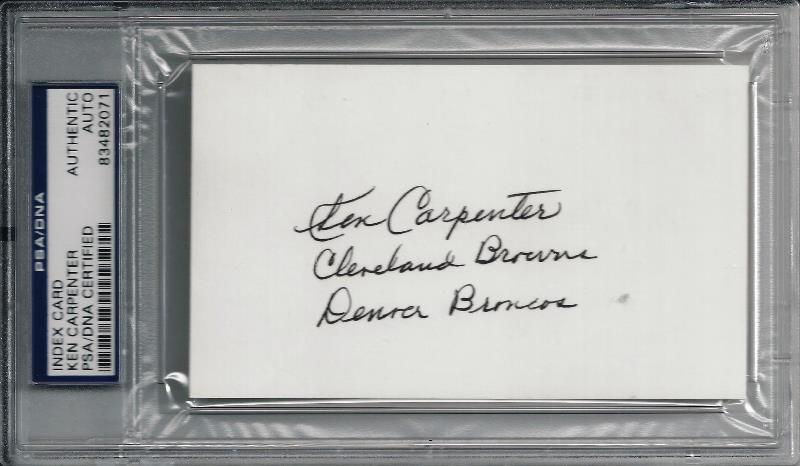 PSA/DNA
INDEX CARD
KEN CARPENTER
PSA/DNA CERTIFIED
AUTHENTIC
AUTO
83482071
Ken Carpenter
Cleveland Browns
Denver Broncos